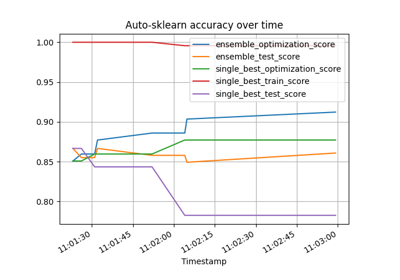 Auto-sklearn accuracy over time
1.00
0.95
0.90
0.85
0.80
ensemble_optimization_score
ensemble_test_score
single_best_optimization_score
single_best_train_score
single_best_test_score
11:01:30
11:01:45
11:02:00
11:02:15
11:02:30
11:02:45
11:03:00
Timestamp